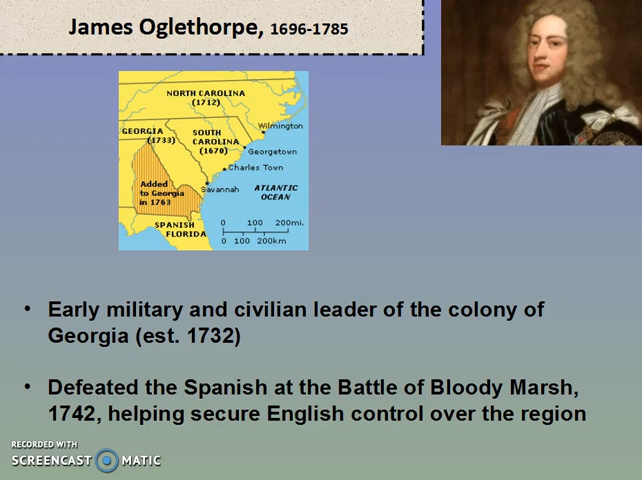 James Oglethorpe, 1696-1785
NORTH CAROLINA
(1712)
Wilmington
GEORGIA
(1733)
SOUTH
CAROLINA
(1670)
Georgetown
Charles Town
Added
to Georgia
in 1763
Savannah
ATLANTIC
OCEAN
SPANISH
FLORIDA
0 100 200mi.
0 100 200km
• Early military and civilian leader of the colony of
Georgia (est. 1732)
• Defeated the Spanish at the Battle of Bloody Marsh,
1742, helping secure English control over the region
RECORDED WITH
SCREENCAST MATIC